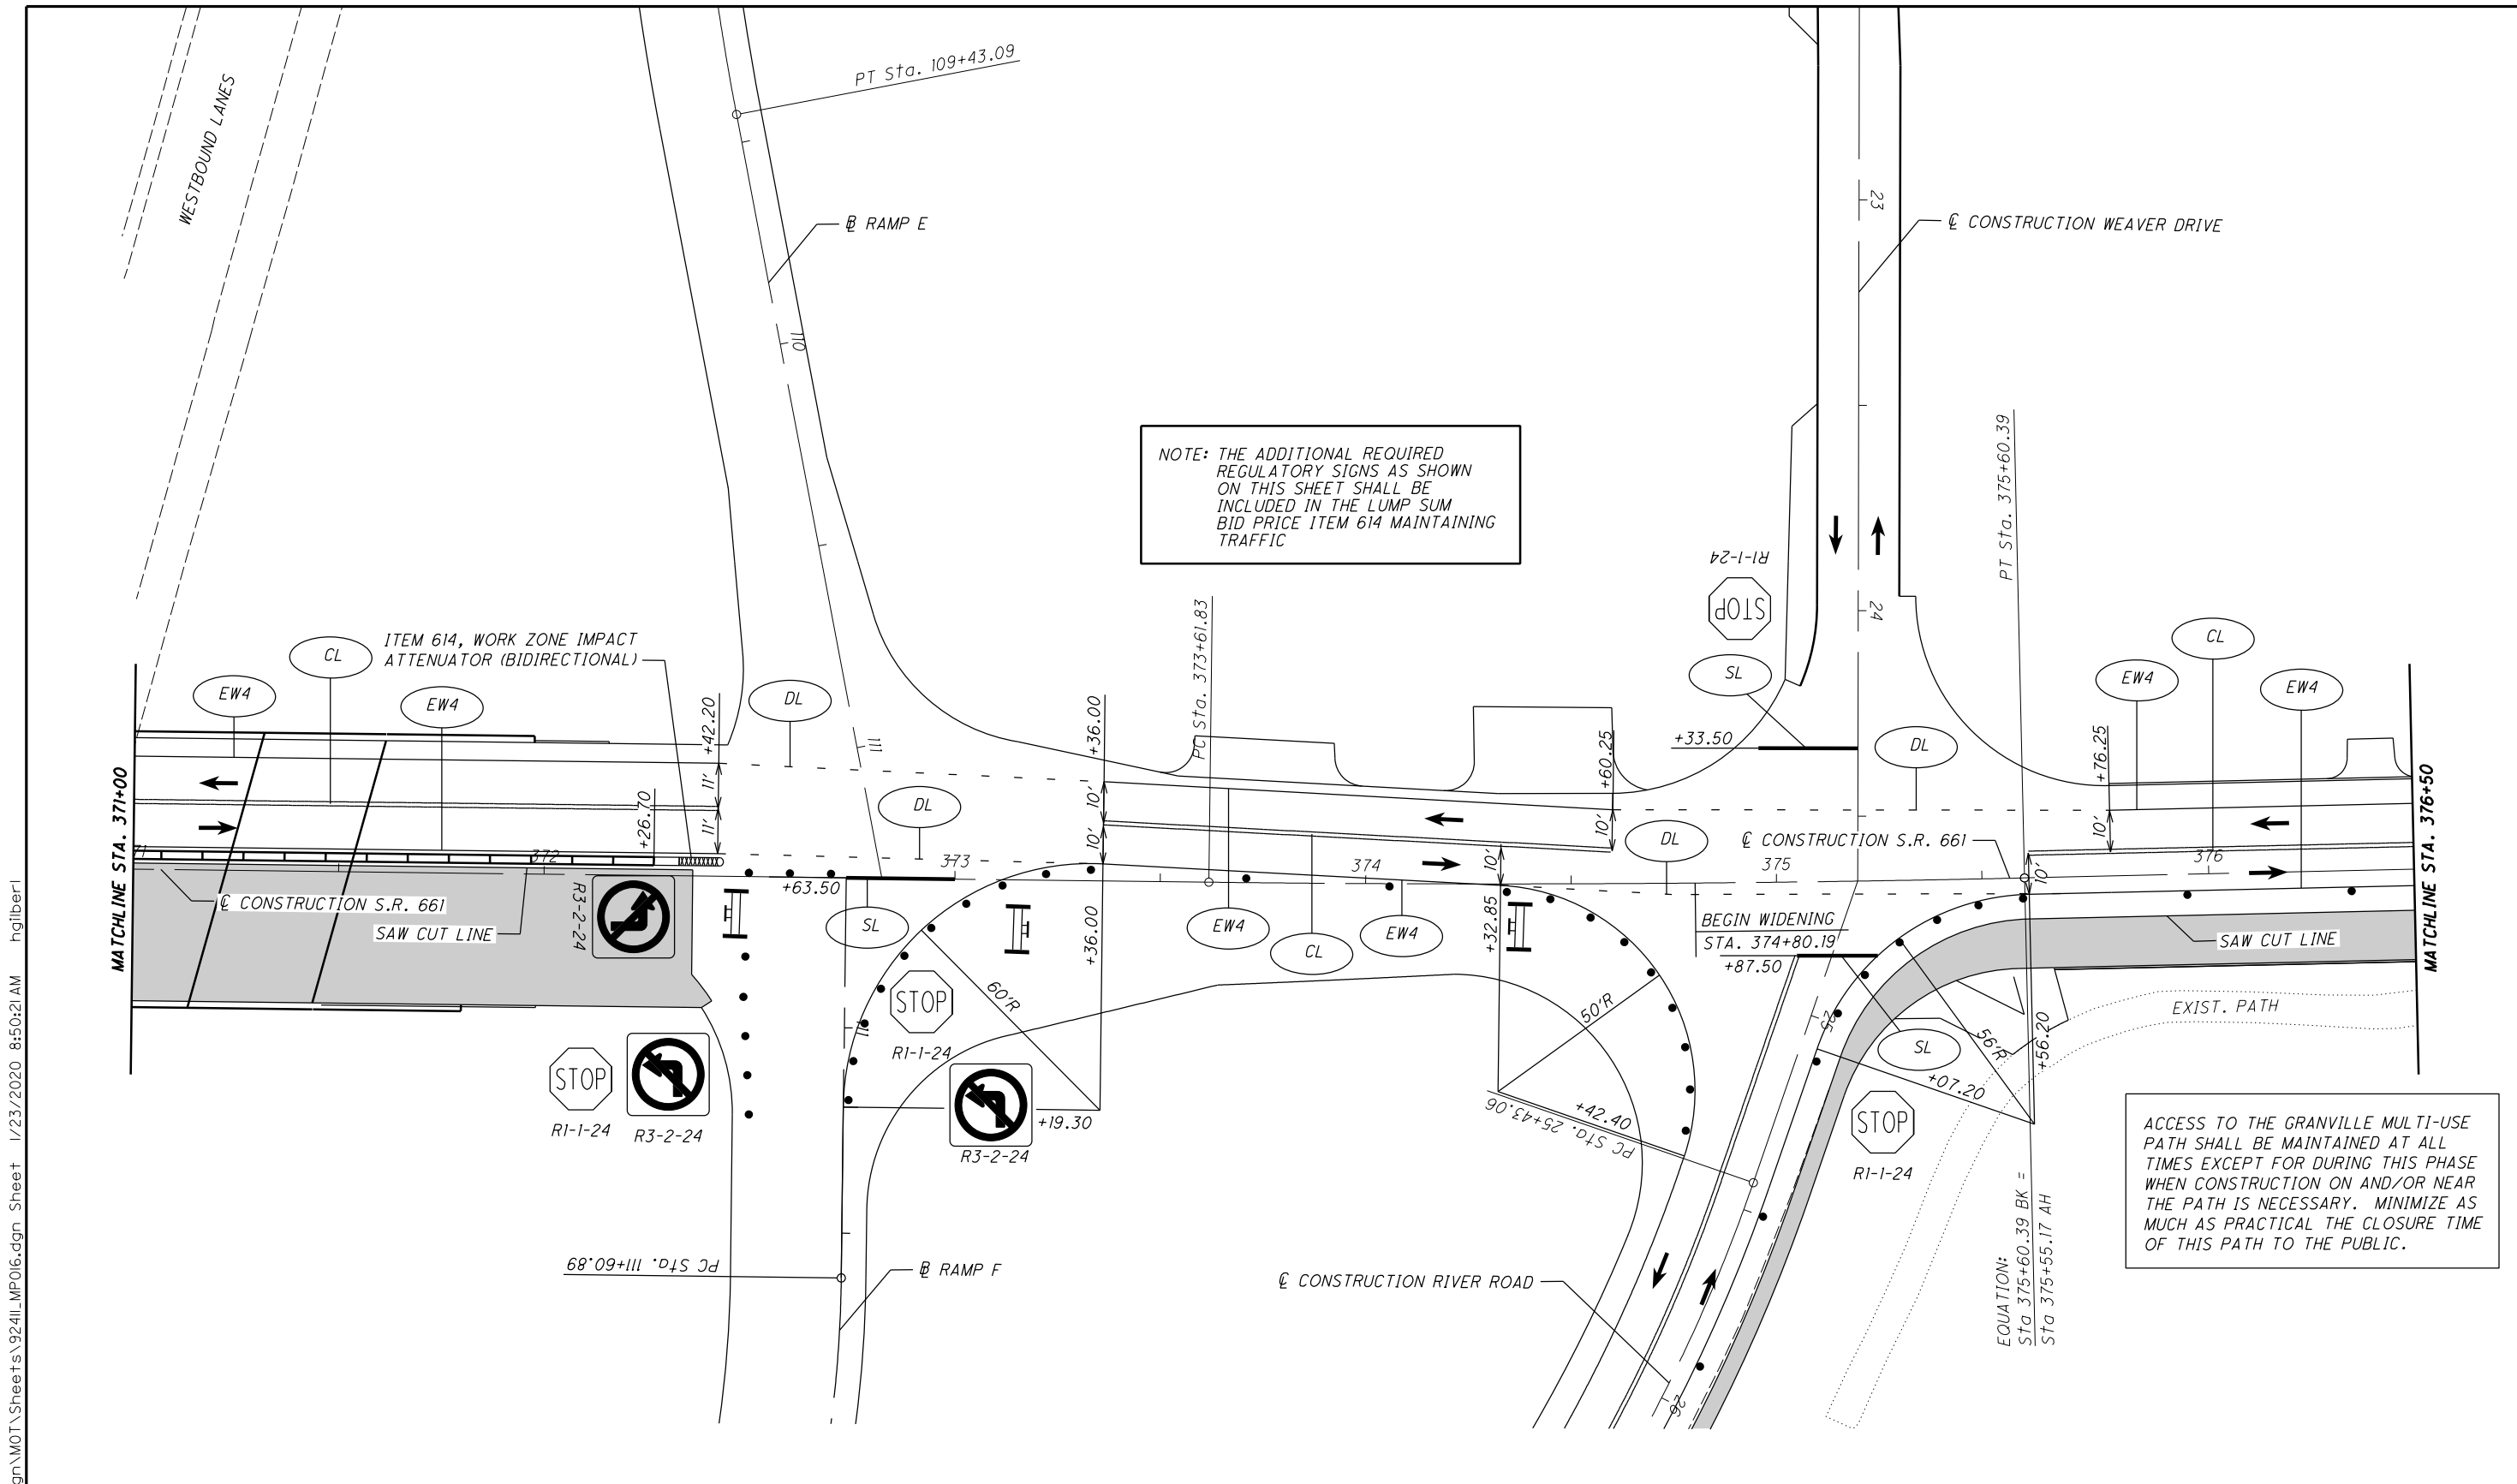 WESTBOUND LANES
PT Sta. 109+43.09
℄ RAMP E
110
111
23
℄ CONSTRUCTION WEAVER DRIVE
24
NOTE: THE ADDITIONAL REQUIRED
REGULATORY SIGNS AS SHOWN
ON THIS SHEET SHALL BE
INCLUDED IN THE LUMP SUM
BID PRICE ITEM 614 MAINTAINING
TRAFFIC
R1-1-24
STOP
SL
PT Sta. 375+60.39
PC Sta. 373+61.83
ITEM 614, WORK ZONE IMPACT
ATTENUATOR (BIDIRECTIONAL)
CL
EW4
EW4
+42.20
11'
11'
+26.70
DL
DL
+36.00
10'
10'
+60.25
10'
+33.50
DL
EW4
CL
EW4
+76.25
10'
10'
MATCHLINE STA. 371+00
MATCHLINE STA. 376+50
71
372
373
374
375
376
℄ CONSTRUCTION S.R. 661
SAW CUT LINE
R3-2-24
+63.50
SL
EW4
CL
EW4
10'
+32.85
DL
℄ CONSTRUCTION S.R. 661
BEGIN WIDENING
STA. 374+80.19
+87.50
SAW CUT LINE
EXIST. PATH
+36.00
60'R
STOP
R1-1-24
111
STOP
R1-1-24
R3-2-24
R3-2-24
+19.30
50'R
+42.40
PC Sta. 25+43.06
25
SL
56'R
+56.20
+07.20
STOP
R1-1-24
ACCESS TO THE GRANVILLE MULTI-USE
PATH SHALL BE MAINTAINED AT ALL
TIMES EXCEPT FOR DURING THIS PHASE
WHEN CONSTRUCTION ON AND/OR NEAR
THE PATH IS NECESSARY. MINIMIZE AS
MUCH AS PRACTICAL THE CLOSURE TIME
OF THIS PATH TO THE PUBLIC.
PC Sta. 111+60.89
℄ RAMP F
℄ CONSTRUCTION RIVER ROAD
26
EQUATION:
Sta 375+60.39 BK =
Sta 375+55.17 AH
gn\MOT\Sheets\92411_MP016.dgn Sheet 1/23/2020 8:50:21 AM hgilberl